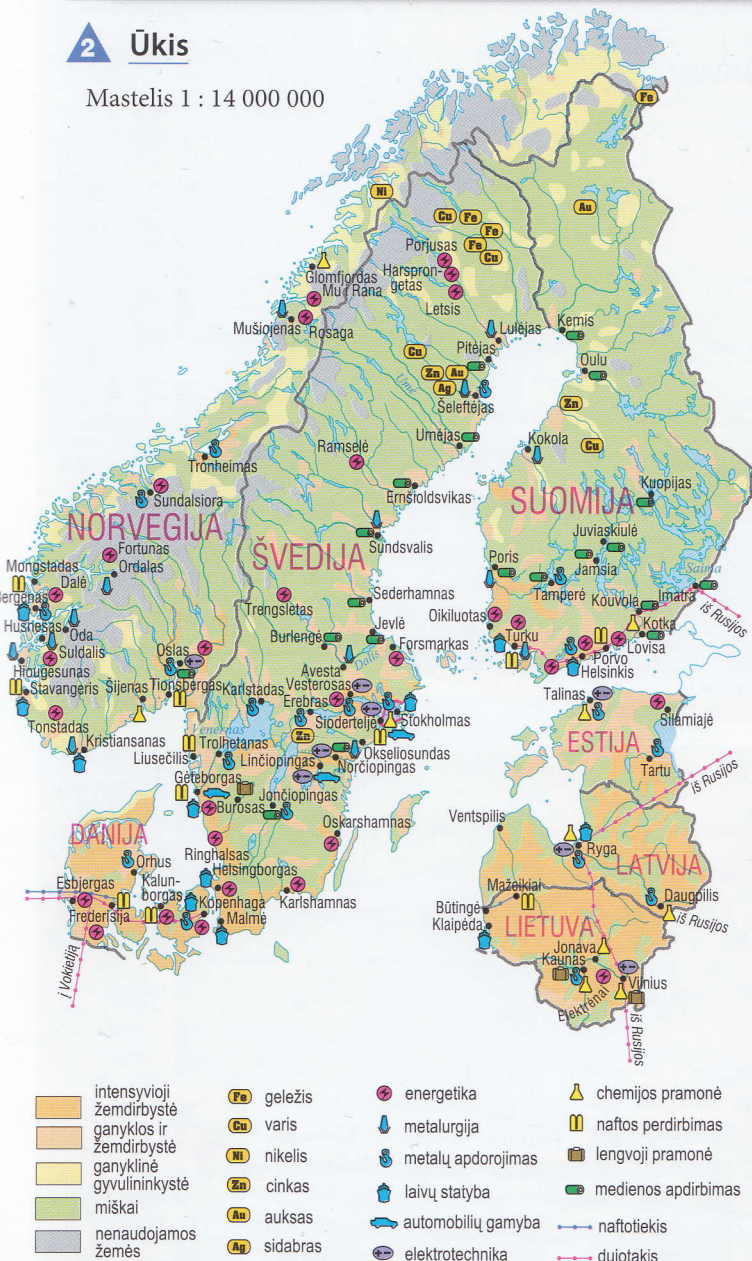 2 Ūkis
Mastelis 1 : 14 000 000
Fe
Ni
Au
Cu Fe
Fe
Fe
Cu
Porjusas
Harspron-
getas
Letsis
Glomfjordas
Mu i Rana
Mušiojenas
Rosaga
Lulėjas
Kemis
Pitėjas
Oulu
Cu
Zn Au
Ag
Šeleftėjas
Zn
Ume
Umėjas
Kokola
Cu
Ramselė
Tronheimas
Ernšioldsvikas
Kuopijas
Sundalsiora
SUOMIJA
NORVEGIJA
ŠVEDIJA
Sundsvalis
Juviaskiulė
Fortunas
Jamsia
Mongstadas
Ordalas
Poris
Saima
Dalė
Tamperė
Imatra
Bergenas
Trengsletas
Sederhamnas
Kouvola
iš Rusijos
Husnesas
Oda
Oikiluotas
Kotka
Suldalis
Burlengė
Jevlė
Turku
Lovisa
Haugesunas
Oslas
Forsmarkas
Porvo
Stavangeris
Šijenas
Tionsbergas
Avesta
Dalis
Helsinkis
Karlstadas
Vesterosas
Talinas
Tonstadas
Erebras
Silamiajė
Kristiansanas
Venernas
Siodertelje
Stokholmas
ESTIJA
Trolhetanas
Zn
Liusečilis
Linčiopingas
Okseliosundas
Tartu
Norčiopingas
iš Rusijos
Geteborgas
Jončiopingas
Burosas
Oskarshamnas
Ventspilis
DANIJA
Ringhalsas
Ryga
Orhus
LATVIJA
Esbjergas
Kalun-
borgas
Helsingborgas
Mažeikiai
Daugpilis
Karlshamnas
Kopenhaga
Būtingė
iš Rusijos
Frederisija
Malmė
Klaipėda
LIETUVA
Jonava
į Vokietiją
Kaunas
Vilnius
Elektrėnai
iš Rusijos
intensyvioji
žemdirbystė
ganyklos ir
žemdirbystė
ganyklinė
gyvulininkystė
miškai
nenaudojamos
žemės
Fe geležis
Cu varis
Ni nikelis
Zn cinkas
Au auksas
Ag sidabras
energetika
metalurgija
metalų apdorojimas
laivų statyba
automobilių gamyba
elektrotechnika
chemijos pramonė
naftos perdirbimas
lengvoji pramonė
medienos apdirbimas
naftotiekis
dujotakis